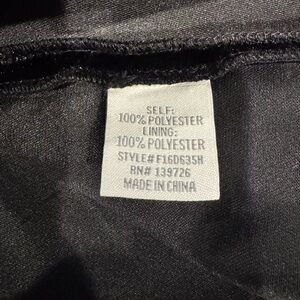 SELF:
100% POLYESTER
LINING:
100% POLYESTER
STYLE# F16D635H
RN# 139726
MADE IN CHINA